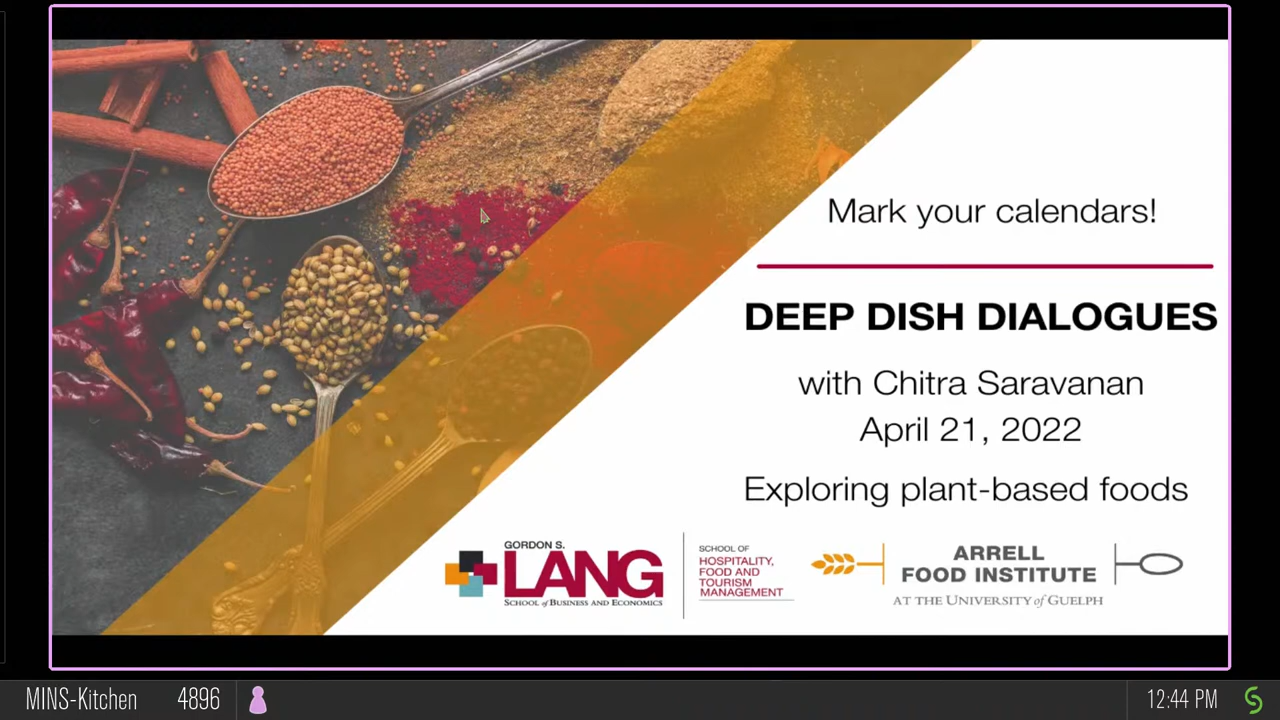 Mark your calendars!
DEEP DISH DIALOGUES
with Chitra Saravanan
April 21, 2022
Exploring plant-based foods
GORDON S.
LANG
SCHOOL of BUSINESS AND ECONOMICS
SCHOOL OF
HOSPITALITY,
FOOD AND
TOURISM
MANAGEMENT
ARRELL
FOOD INSTITUTE
AT THE UNIVERSITY of GUELPH
MINS-Kitchen 4896
12:44 PM